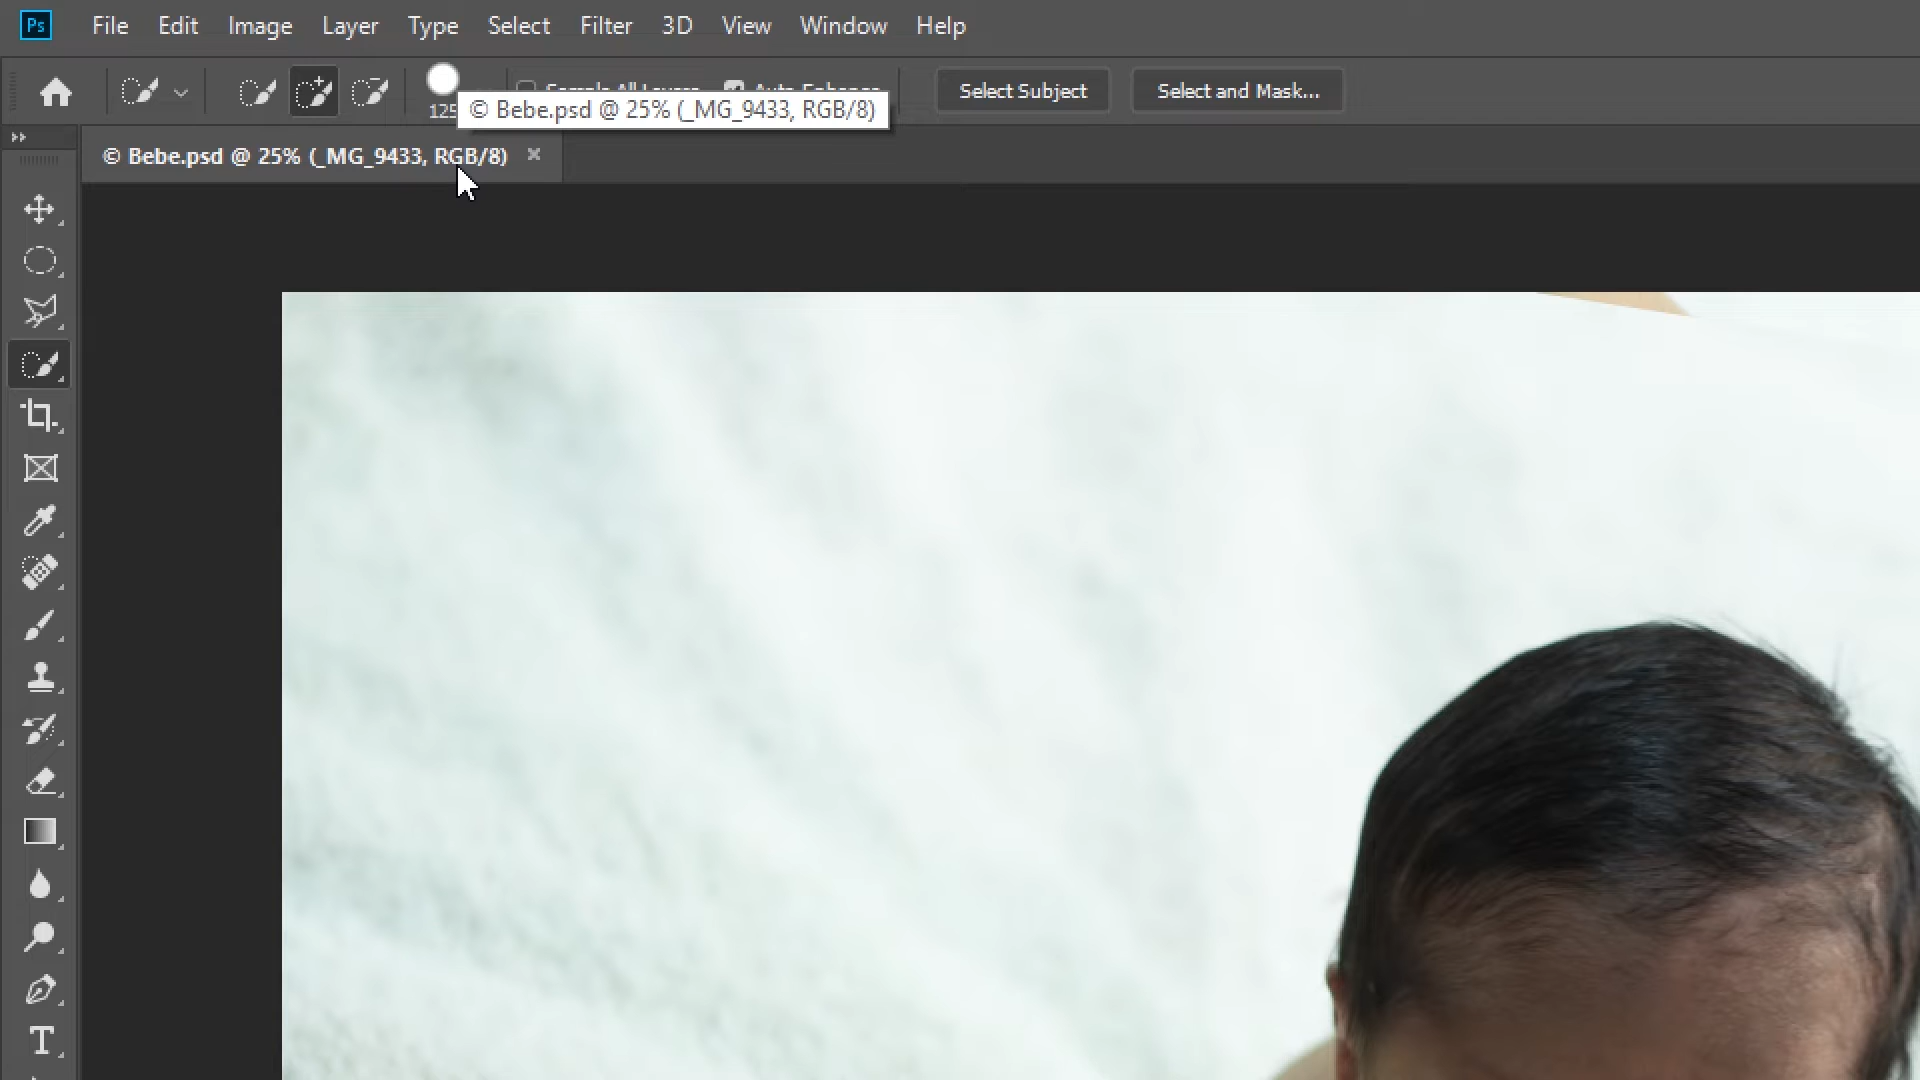 Ps File Edit Image Layer Type Select Filter 3D View Window Help
125 Select Subject Select and Mask...
© Bebe.psd @ 25% (_MG_9433, RGB/8)
© Bebe.psd @ 25% (_MG_9433, RGB/8) ×